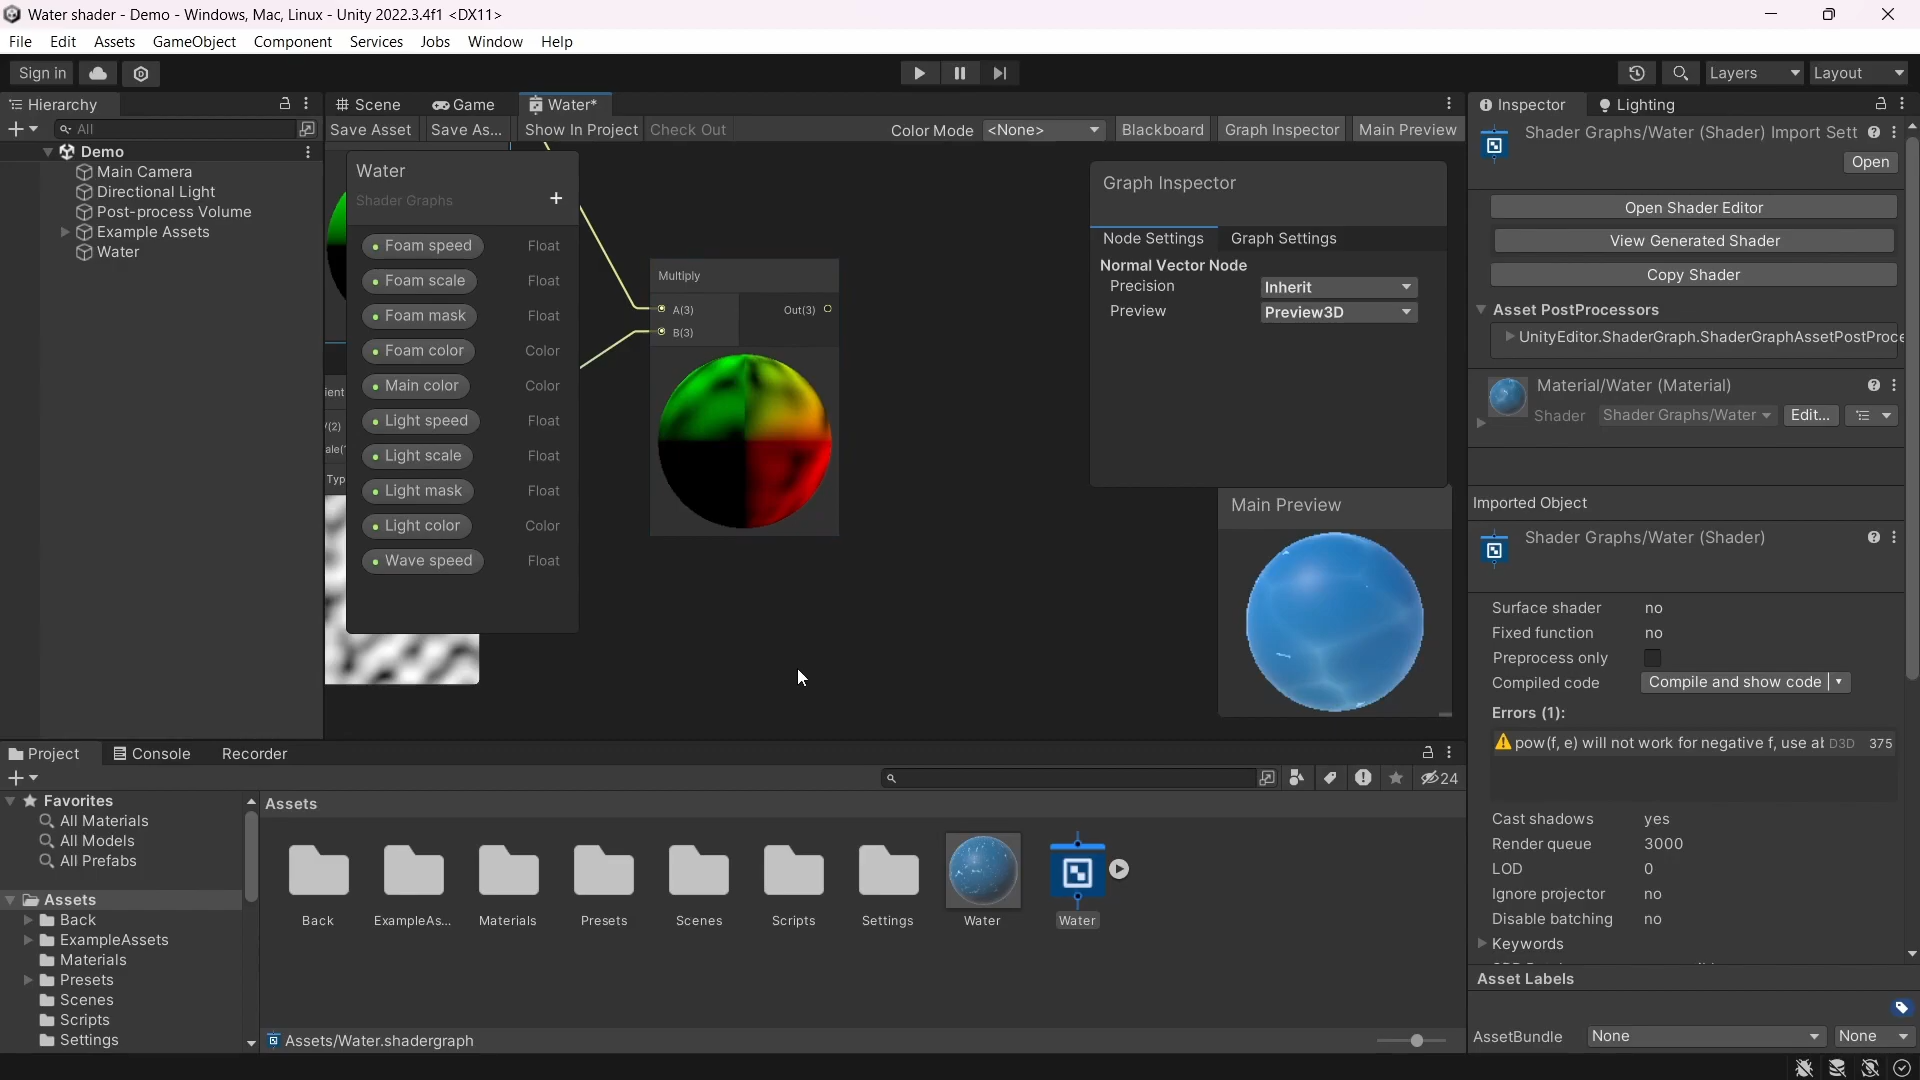 Water shader - Demo - Windows, Mac, Linux - Unity 2022.3.4f1 <DX11>
File Edit Assets GameObject Component Services Jobs Window Help
Sign in
Layers
Layout
Hierarchy
All
Demo
Main Camera
Directional Light
Post-process Volume
Example Assets
Water
Scene Game Water*
Save Asset Save As... Show In Project Check Out Color Mode <None> Blackboard Graph Inspector Main Preview
Water
Shader Graphs
+
Foam speed Float
Foam scale Float
Foam mask Float
Foam color Color
Main color Color
Light speed Float
Light scale Float
Light mask Float
Light color Color
Wave speed Float
ient
Typ
Multiply
A(3) Out(3)
B(3)
Graph Inspector
Node Settings Graph Settings
Normal Vector Node
Precision Inherit
Preview Preview3D
Main Preview
Inspector Lighting
Shader Graphs/Water (Shader) Import Sett
Open
Open Shader Editor
View Generated Shader
Copy Shader
Asset PostProcessors
UnityEditor.ShaderGraph.ShaderGraphAssetPostProce
Material/Water (Material)
Shader Shader Graphs/Water Edit...
Imported Object
Shader Graphs/Water (Shader)
Surface shader no
Fixed function no
Preprocess only
Compiled code Compile and show code
Errors (1):
pow(f, e) will not work for negative f, use al D3D 375
Cast shadows yes
Render queue 3000
LOD 0
Ignore projector no
Disable batching no
Keywords
Asset Labels
AssetBundle None None
Project Console Recorder
24
Favorites
All Materials
All Models
All Prefabs
Assets
Back
ExampleAssets
Materials
Presets
Scenes
Scripts
Settings
Assets
Back ExampleAs... Materials Presets Scenes Scripts Settings Water Water
Assets/Water.shadergraph